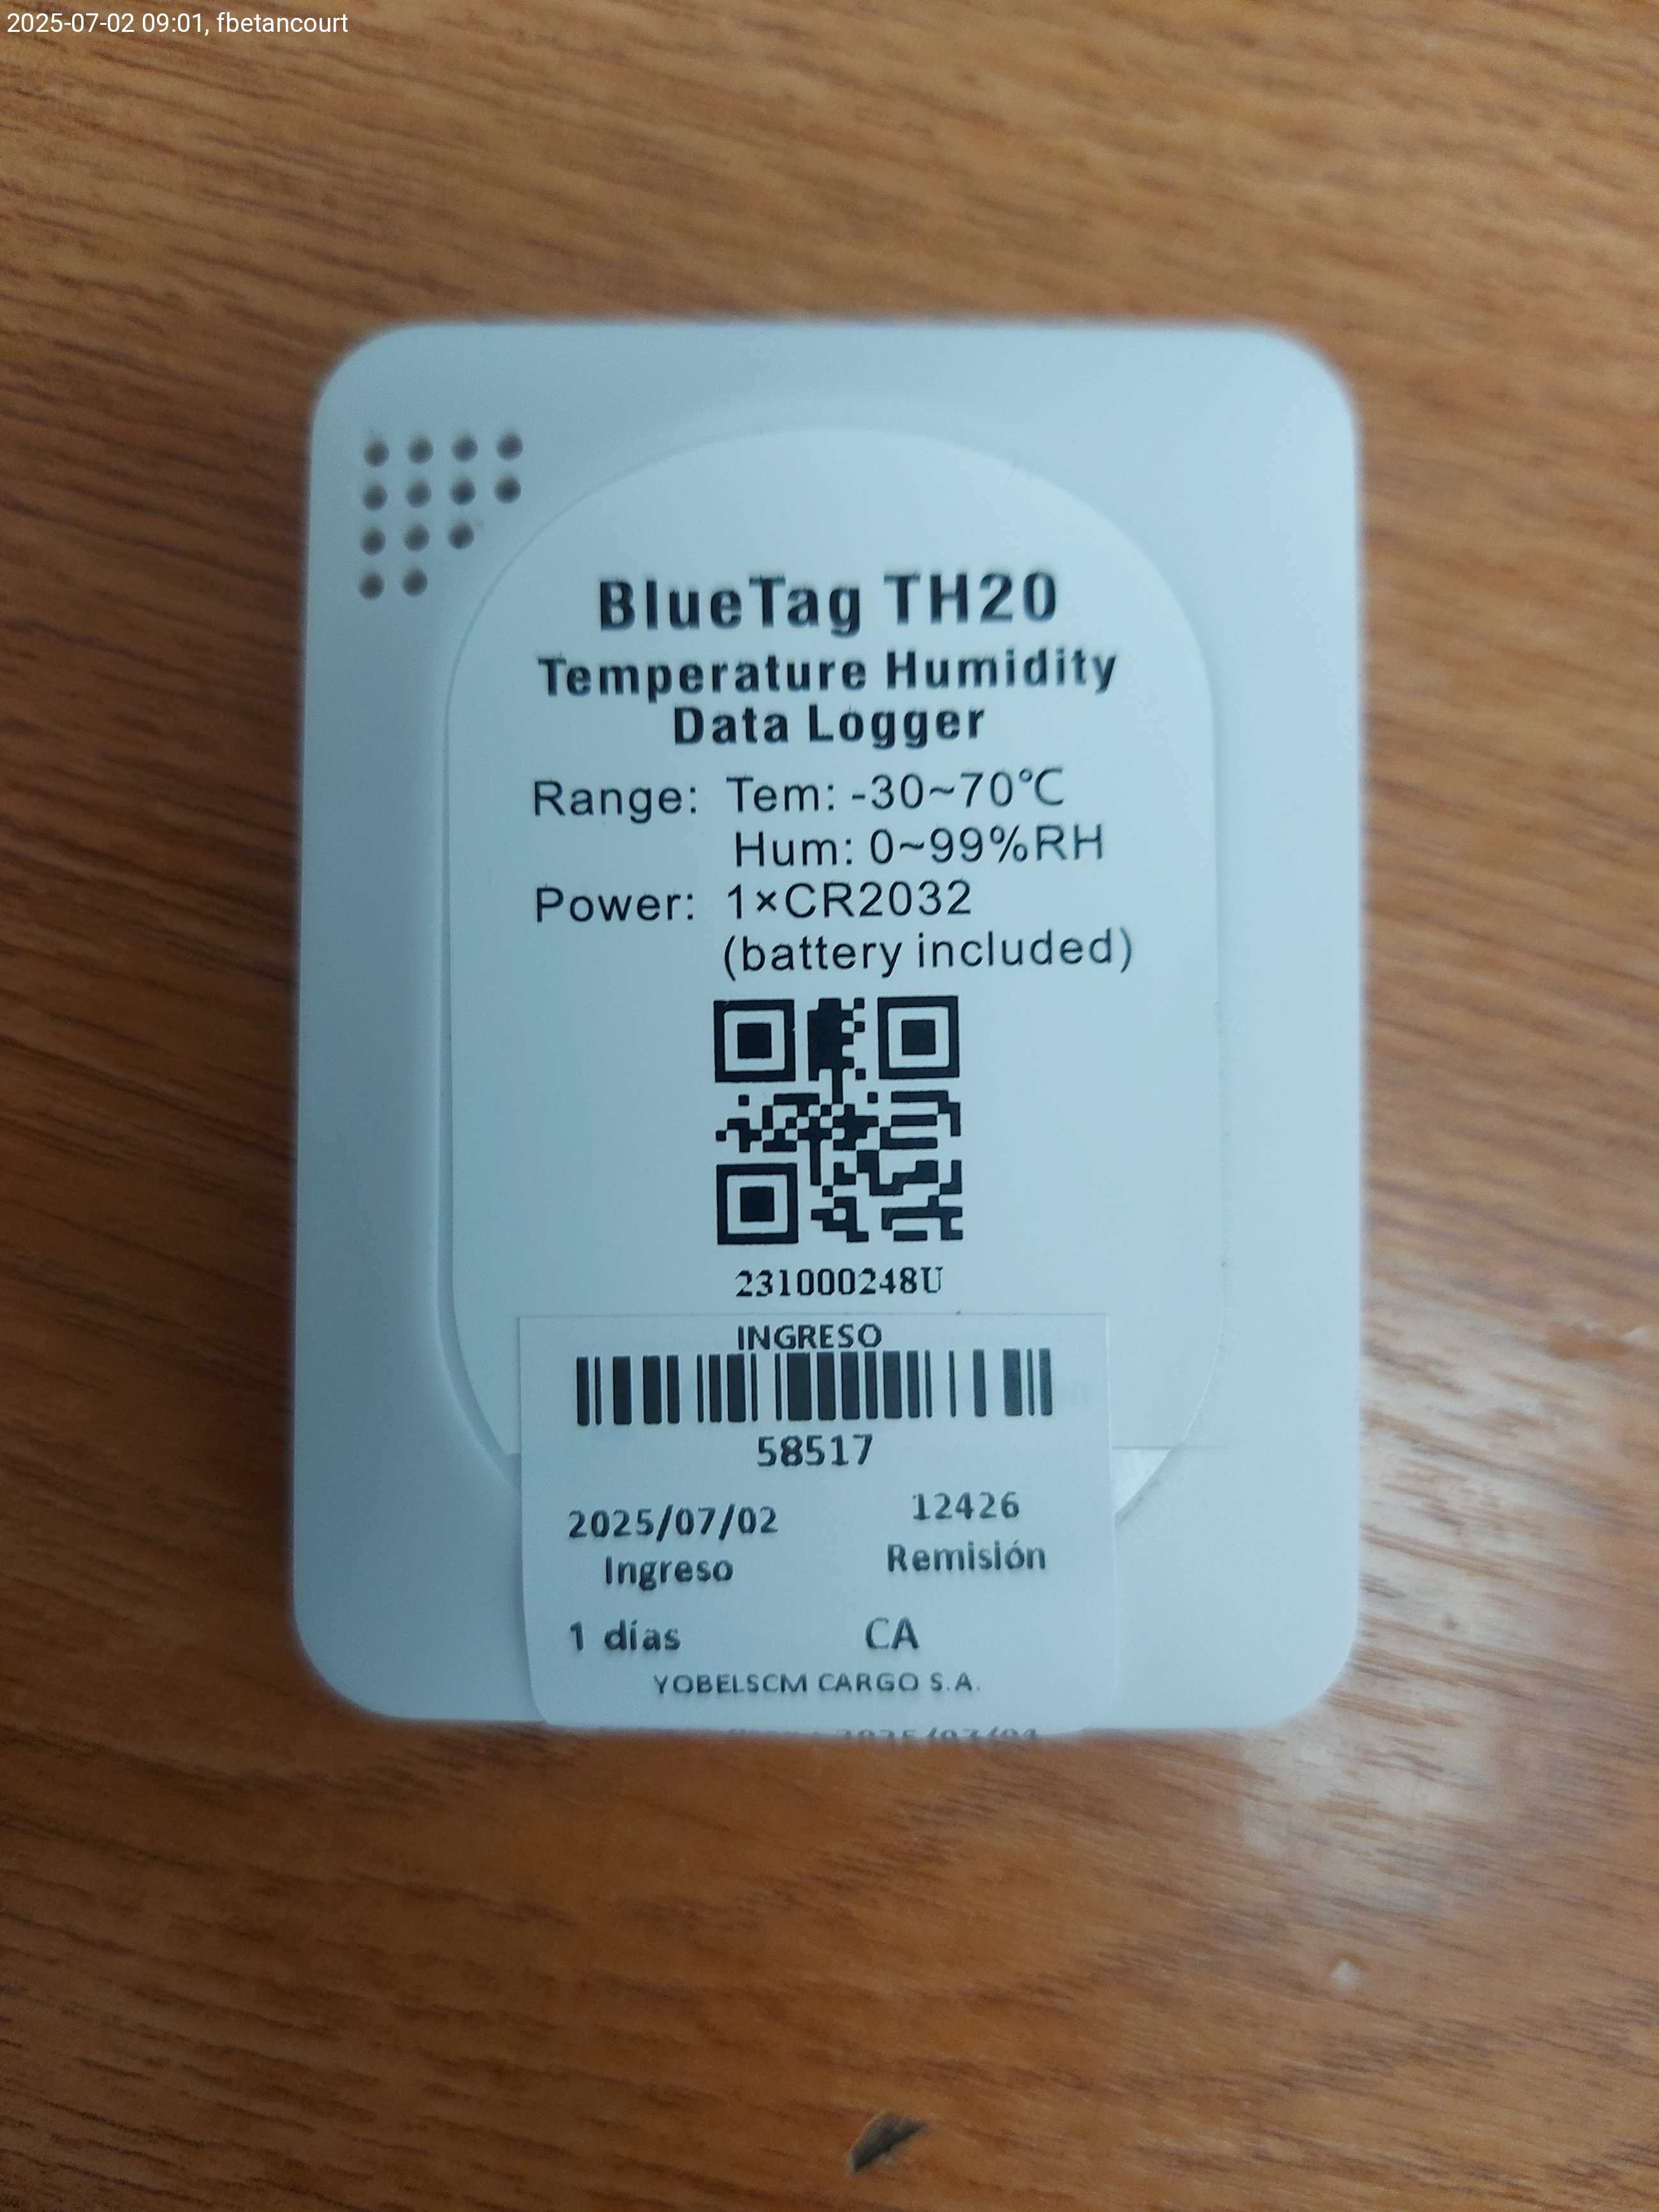 2025-07-02 09:01, fbetancourt
BlueTag TH20
Temperature Humidity
Data Logger
Range: Tem: -30~70℃
Hum: 0~99%RH
Power: 1×CR2032
(battery included)
231000248U
INGRESO
58517
2025/07/02 12426
Ingreso Remisión
1 días CA
YOBELSCM CARGO S.A.